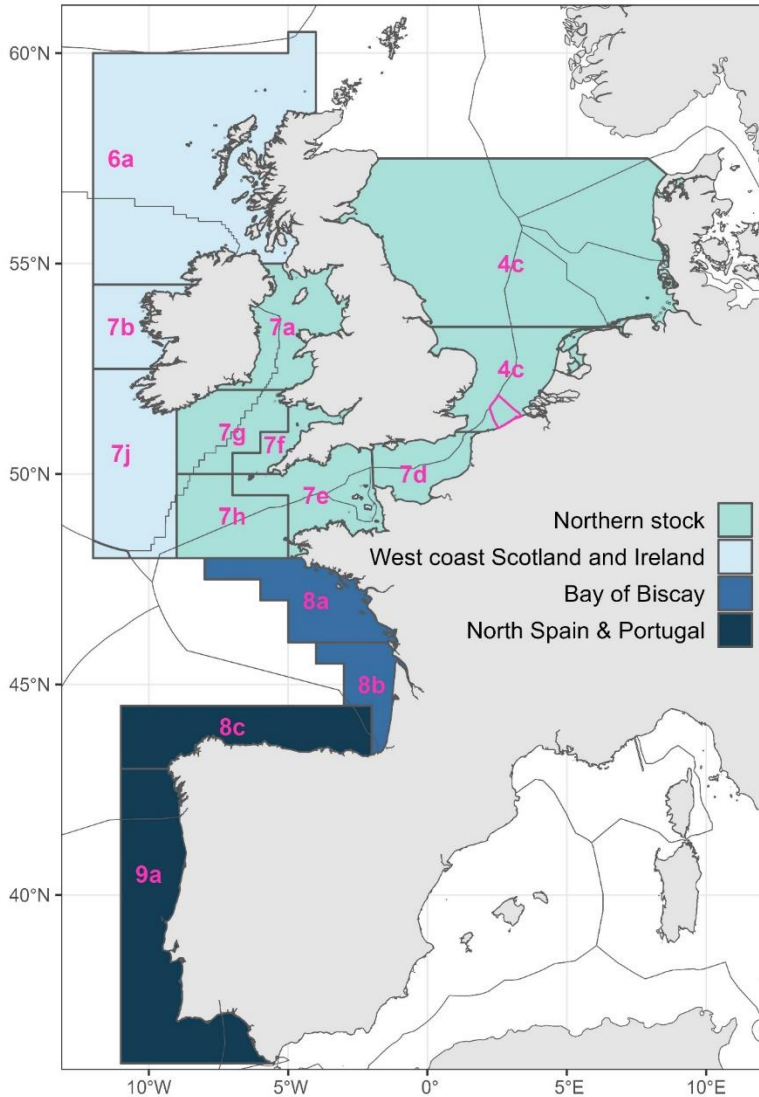 60°N
6a
55°N
4c
7b
7a
4c
7j
7g
7f
50°N
7d
7e
7h
Northern stock
West coast Scotland and Ireland
8a
Bay of Biscay
North Spain & Portugal
45°N
8b
8c
9a
40°N
10°W
5°W
0°
5°E
10°E